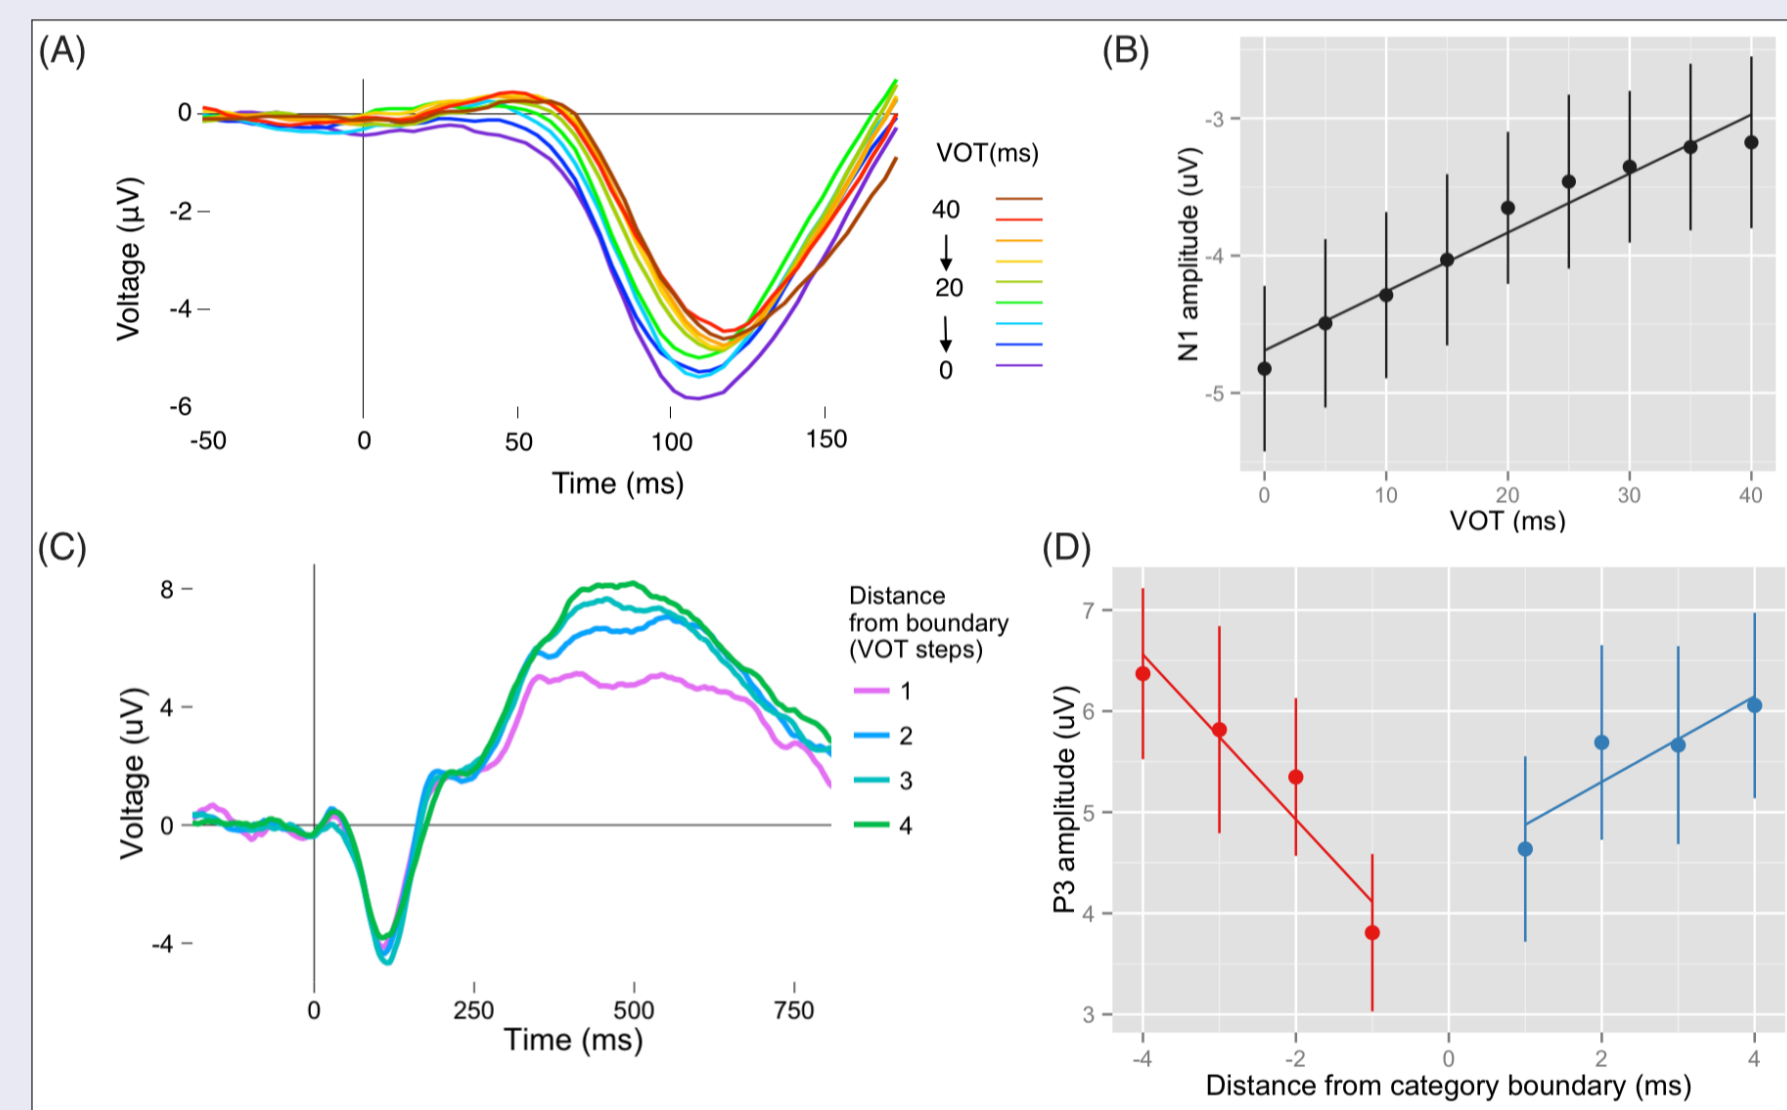 (A)
0
-2
-4
-6
Voltage (µV)
-50
0
50
100
150
Time (ms)
VOT(ms)
40
20
0
(B)
-3
-4
-5
N1 amplitude (uV)
0
10
20
30
40
VOT (ms)
(C)
8
4
0
-4
Voltage (uV)
0
250
500
750
Time (ms)
Distance
from boundary
(VOT steps)
1
2
3
4
(D)
7
6
5
4
3
P3 amplitude (uV)
-4
-2
0
2
4
Distance from category boundary (ms)